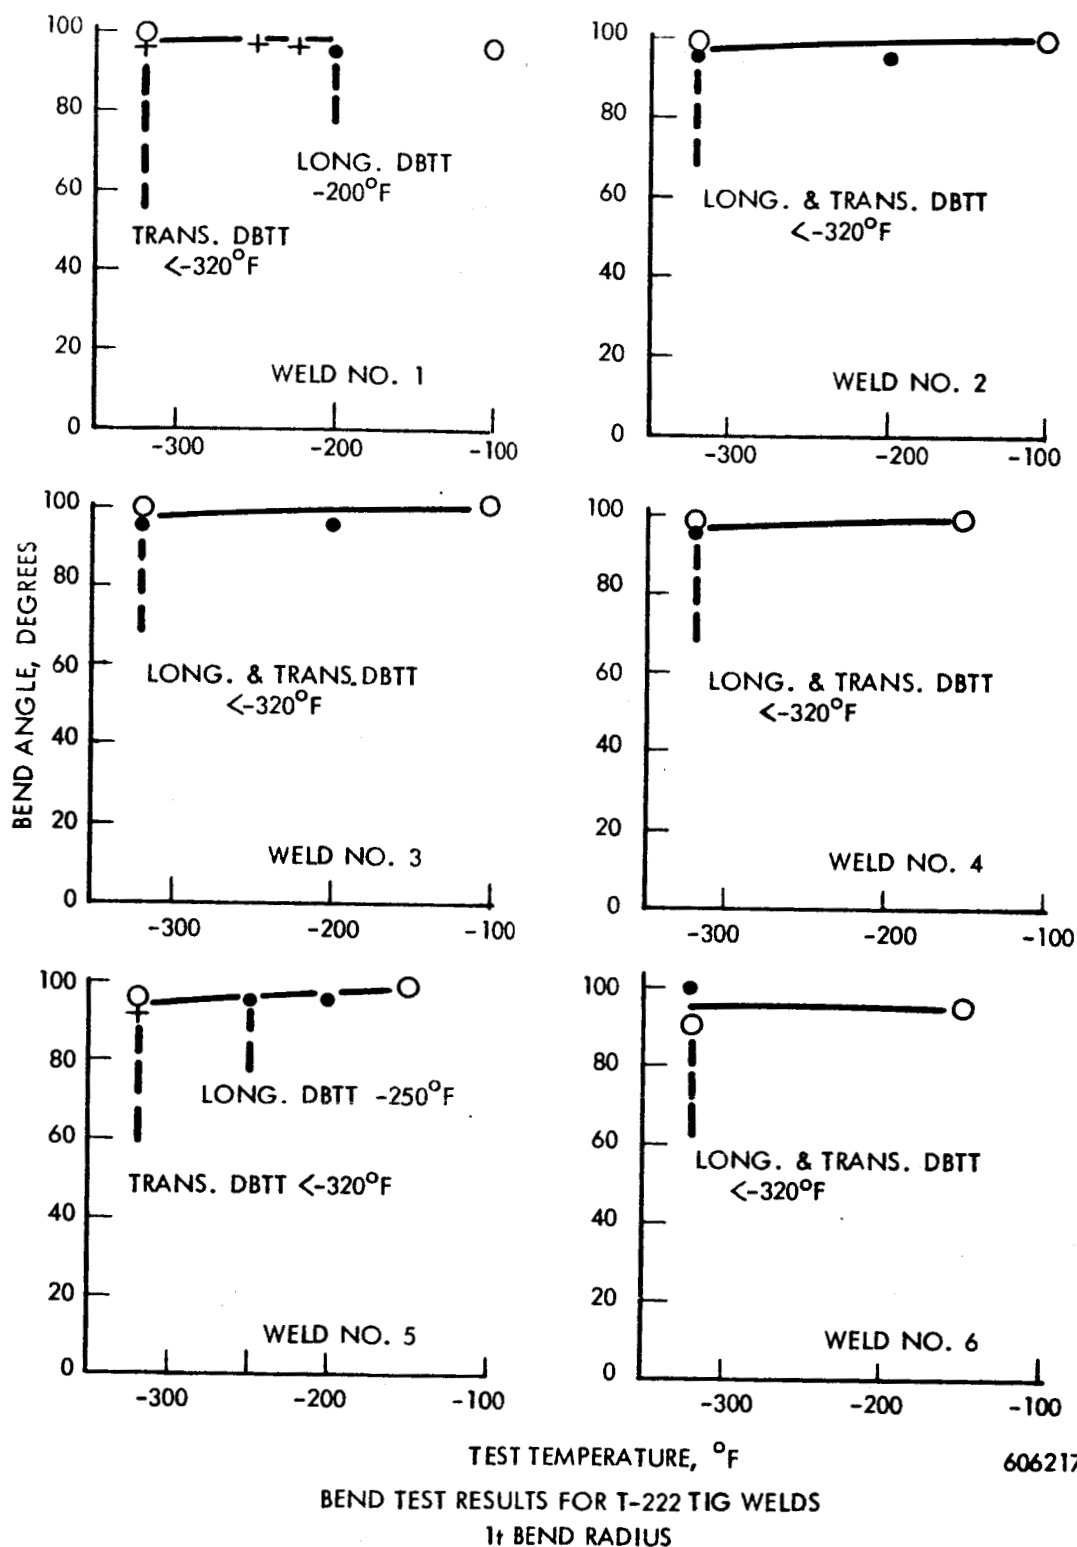 100
80
60
40
20
0
LONG. DBTT
-200°F
TRANS. DBTT
<-320°F
WELD NO. 1
-300 -200 -100
100
80
60
40
20
0
LONG. & TRANS. DBTT
<-320°F
WELD NO. 2
-300 -200 -100
BEND ANGLE, DEGREES
100
80
60
40
20
0
LONG. & TRANS. DBTT
<-320°F
WELD NO. 3
-300 -200 -100
100
80
60
40
20
0
LONG. & TRANS. DBTT
<-320°F
WELD NO. 4
-300 -200 -100
100
80
60
40
20
0
LONG. DBTT -250°F
TRANS. DBTT <-320°F
WELD NO. 5
-300 -200 -100
100
80
60
40
20
0
LONG. & TRANS. DBTT
<-320°F
WELD NO. 6
-300 -200 -100
TEST TEMPERATURE, °F
606217
BEND TEST RESULTS FOR T-222 TIG WELDS
1t BEND RADIUS